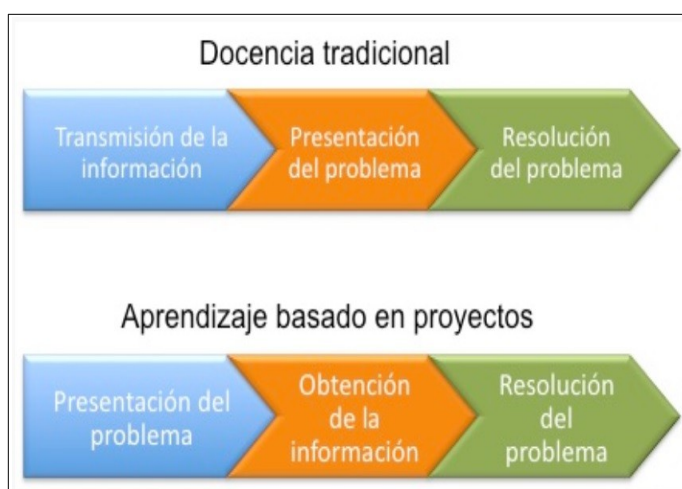 Docencia tradicional
Transmisión de la
información
Presentación
del problema
Resolución
del problema
Aprendizaje basado en proyectos
Presentación del
problema
Obtención
de la
información
Resolución
del
problema